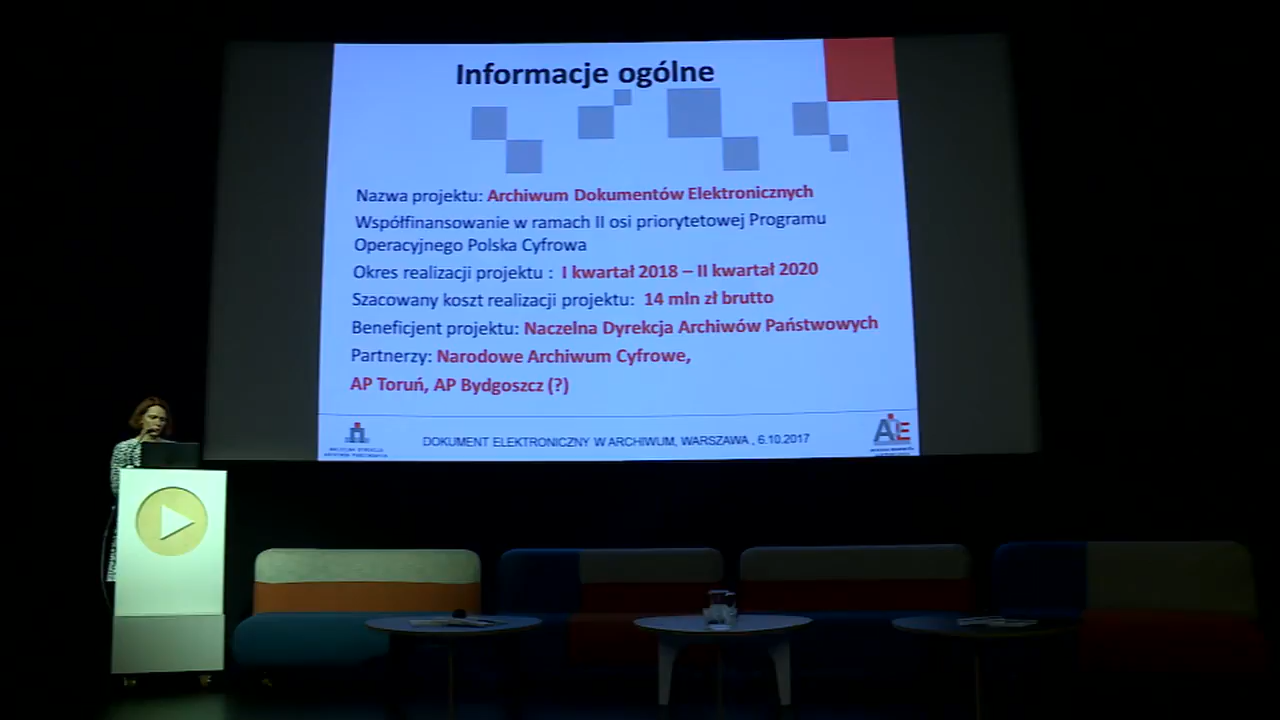 Informacje ogólne
Nazwa projektu: Archiwum Dokumentów Elektronicznych
Współfinansowanie w ramach II osi priorytetowej Programu
Operacyjnego Polska Cyfrowa
Okres realizacji projektu : I kwartał 2018 – II kwartał 2020
Szacowany koszt realizacji projektu: 14 mln zł brutto
Beneficjent projektu: Naczelna Dyrekcja Archiwów Państwowych
Partnerzy: Narodowe Archiwum Cyfrowe,
AP Toruń, AP Bydgoszcz (?)
DOKUMENT ELEKTRONICZNY W ARCHIWUM, WARSZAWA , 6.10.2017